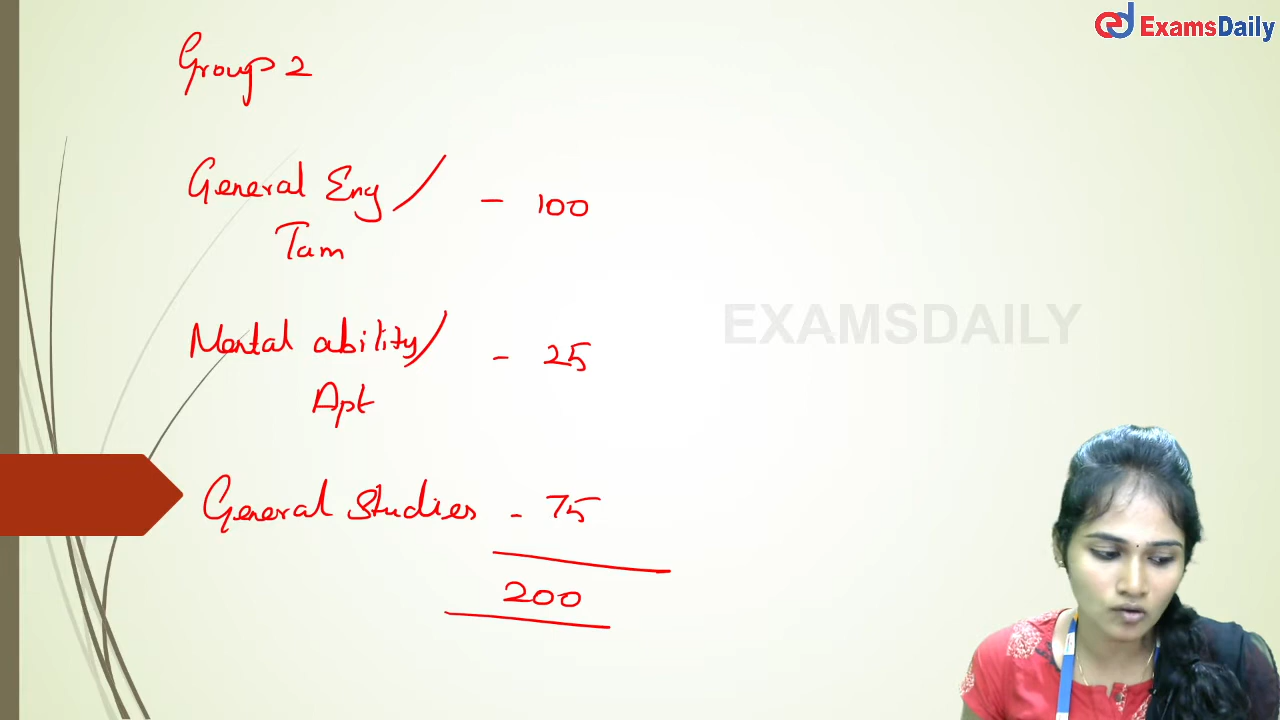 ExamsDaily
Group 2
General Eng/ - 100
Tam
EXAMSDAILY
Mental ability/ - 25
Apt
General Studies - 75
200